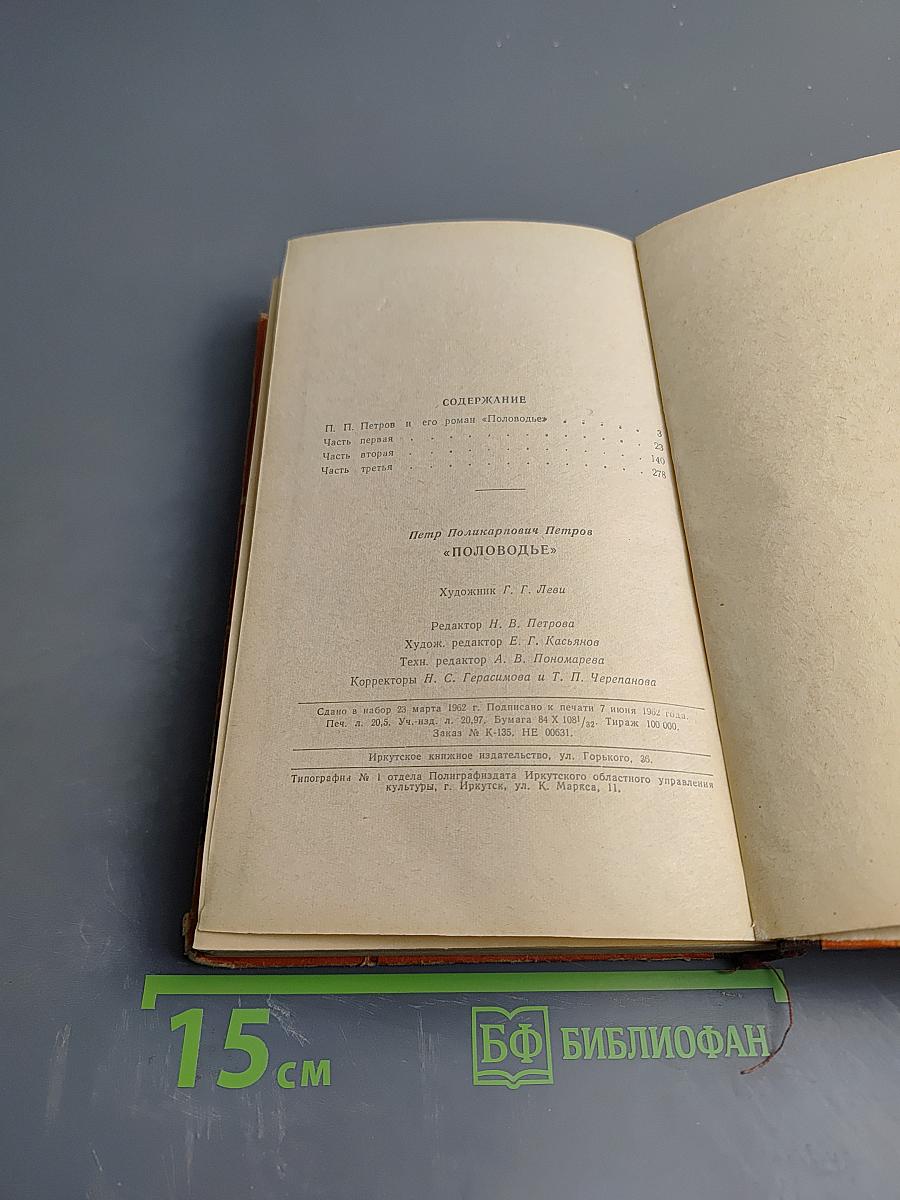 СОДЕРЖАНИЕ
П. П. Петров и его роман «Половодье» . . . . . 3
Часть первая . . . . . . . . . . . 23
Часть вторая . . . . . . . . . . . 140
Часть третья . . . . . . . . . . . 278
Петр Поликарпович Петров
«ПОЛОВОДЬЕ»
Художник Г. Г. Леви
Редактор Н. В. Петрова
Худож. редактор Е. Г. Касьянов
Техн. редактор А. В. Пономарева
Корректоры Н. С. Герасимова и Т. П. Черепанова
Сдано в набор 23 марта 1962 г. Подписано к печати 7 июня 1962 года.
Печ. л. 20,5. Уч.-изд. л. 20,97. Бумага 84 X 1081/32. Тираж 100 000.
Заказ № К-135. НЕ 00631.
Иркутское книжное издательство, ул. Горького, 36.
Типография № 1 отдела Полиграфиздата Иркутского областного управления
культуры, г. Иркутск, ул. К. Маркса, 11.
15 см
БФ БИБЛИОФАН